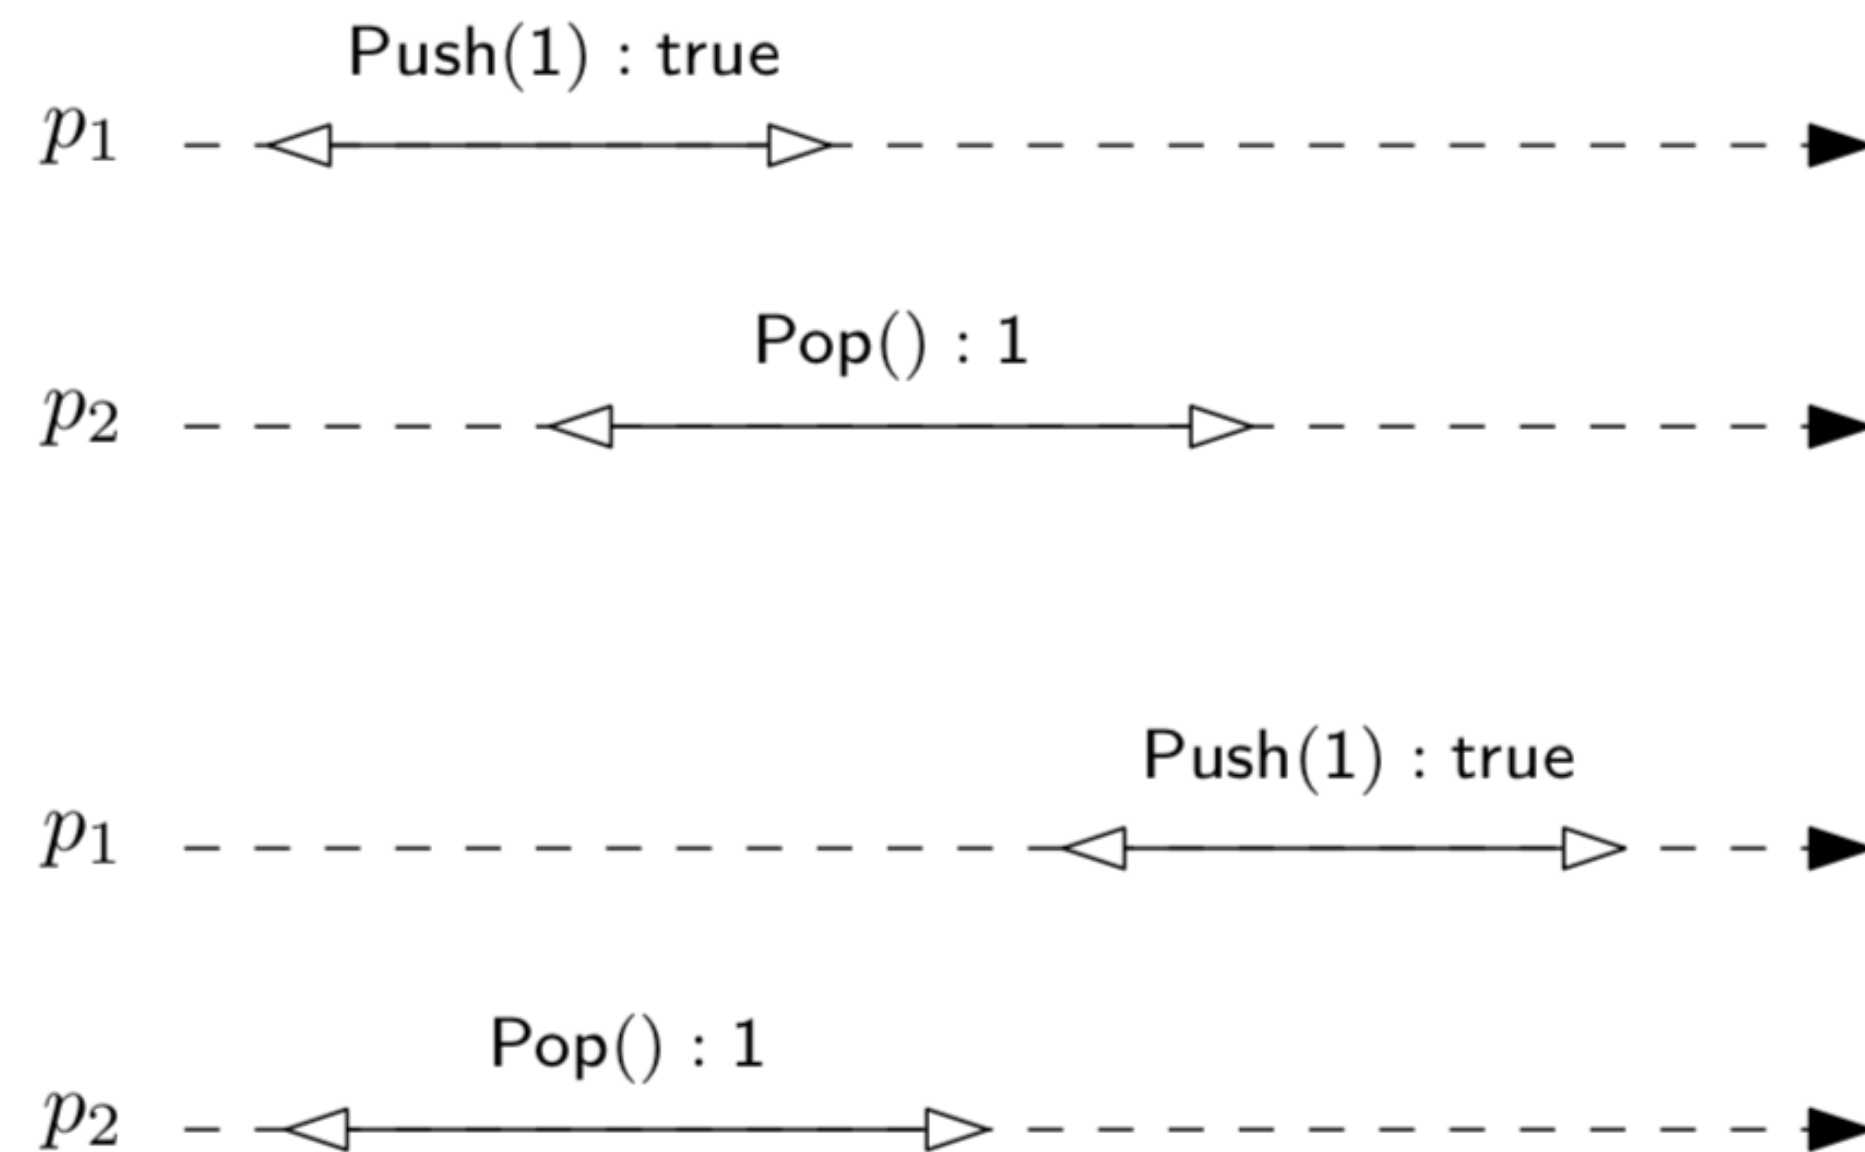 Push(1) : true
p₁
Pop() : 1
p₂
Push(1) : true
p₁
Pop() : 1
p₂